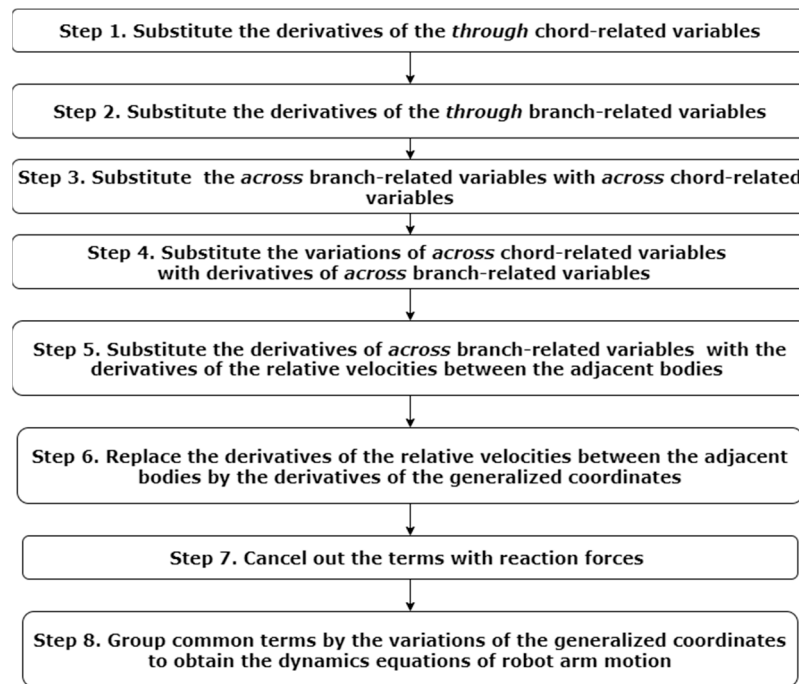 Step 1. Substitute the derivatives of the through chord-related variables
Step 2. Substitute the derivatives of the through branch-related variables
Step 3. Substitute the across branch-related variables with across chord-related
variables
Step 4. Substitute the variations of across chord-related variables
with derivatives of across branch-related variables
Step 5. Substitute the derivatives of across branch-related variables with the
derivatives of the relative velocities between the adjacent bodies
Step 6. Replace the derivatives of the relative velocities between the adjacent
bodies by the derivatives of the generalized coordinates
Step 7. Cancel out the terms with reaction forces
Step 8. Group common terms by the variations of the generalized coordinates
to obtain the dynamics equations of robot arm motion